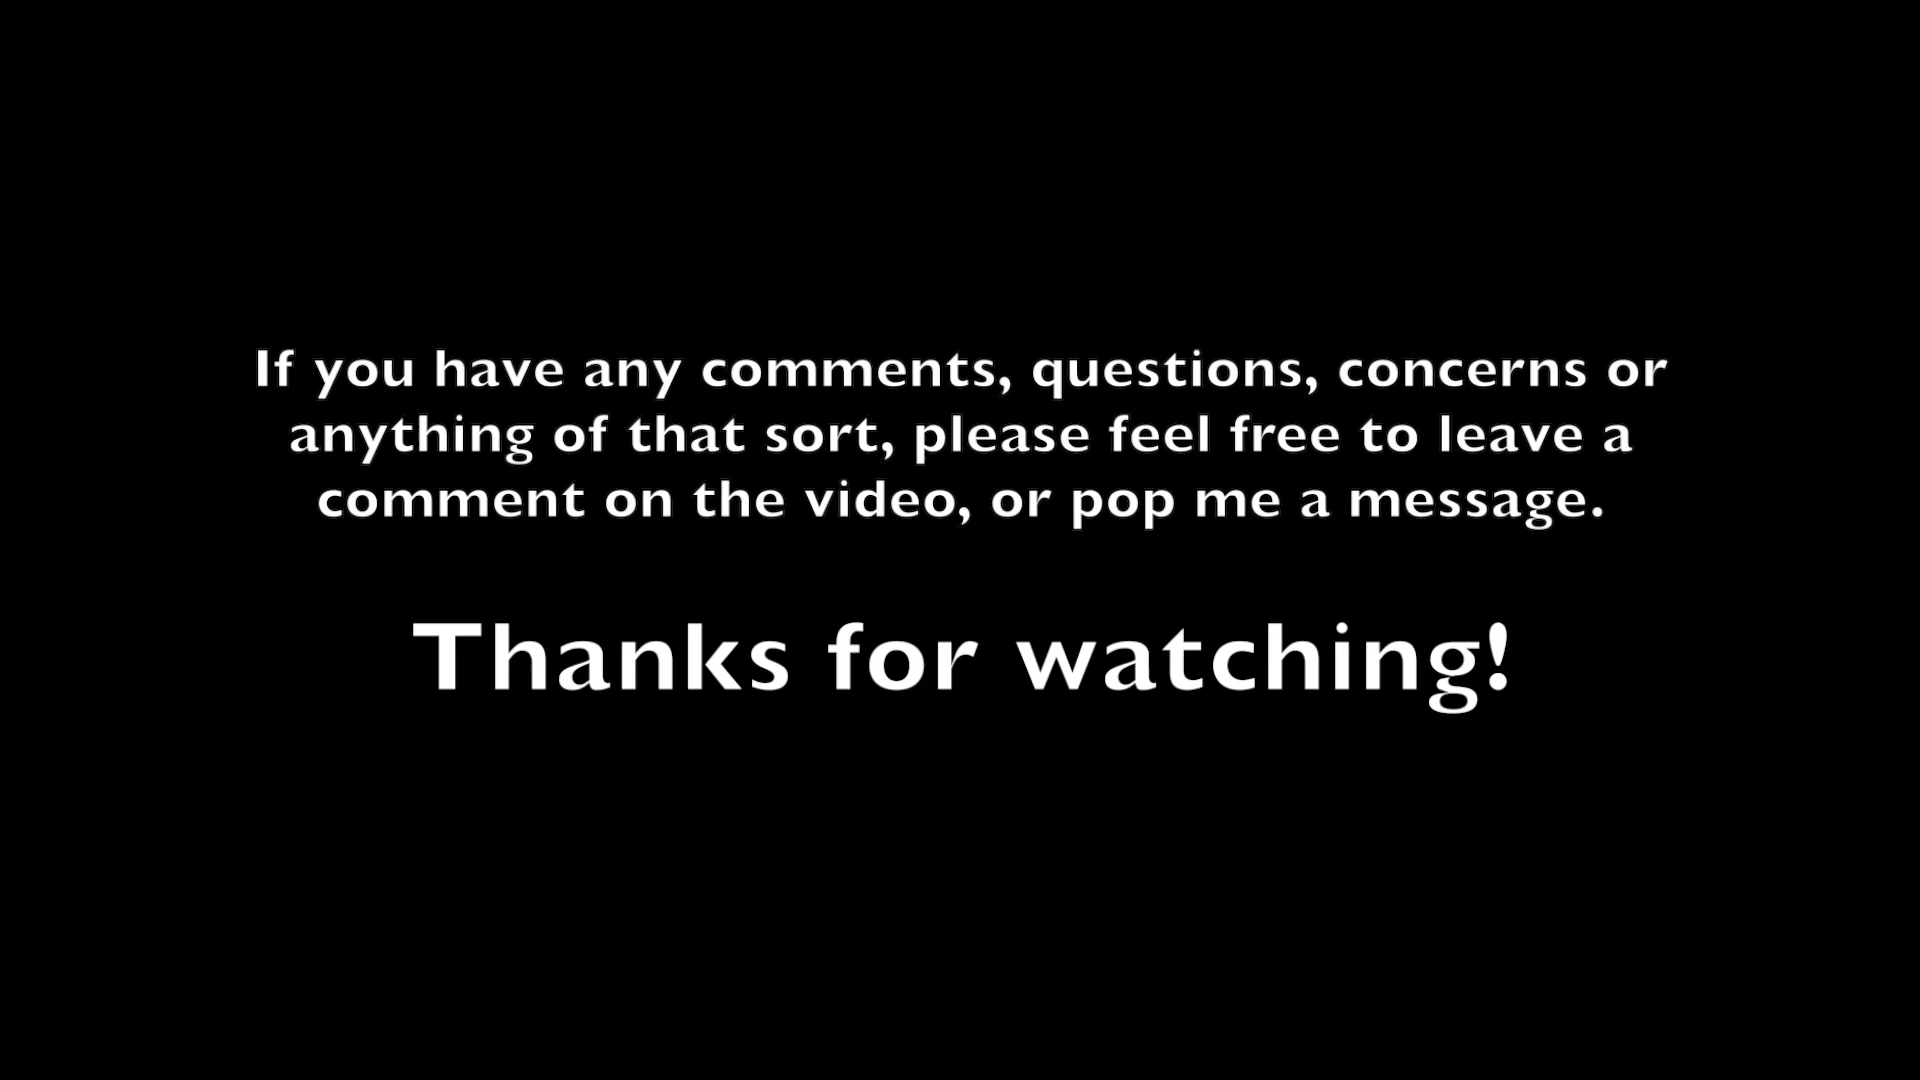 If you have any comments, questions, concerns or
anything of that sort, please feel free to leave a
comment on the video, or pop me a message.
Thanks for watching!